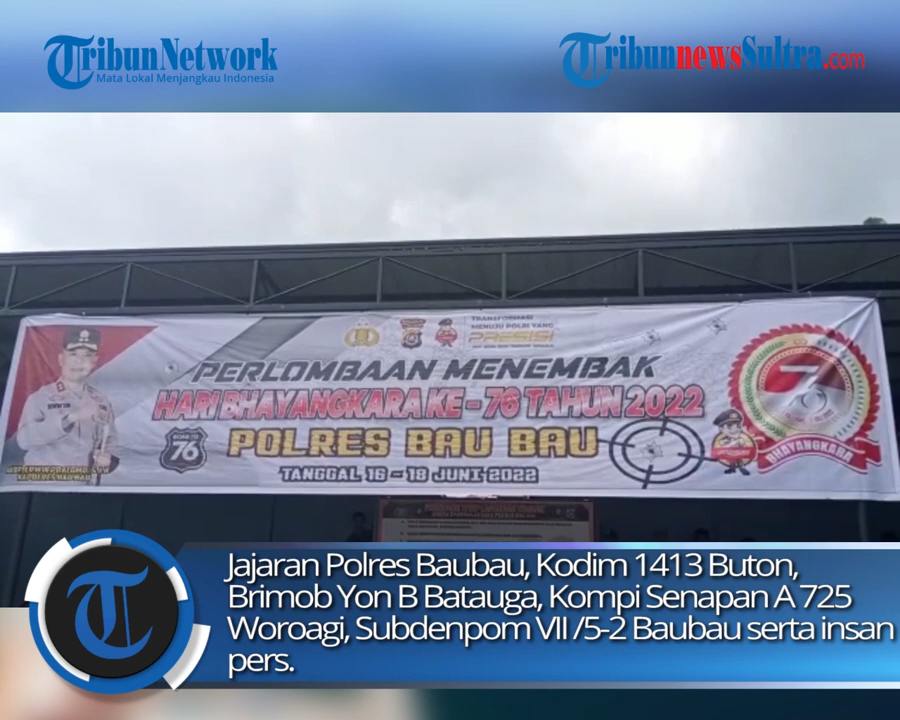 TribunNetwork
Mata Lokal Menjangkau Indonesia
TribunnewsSultra.com
TRANSFORMASI
MENUJU POLRI YANG
PRESISI
PERLOMBAAN MENEMBAK
HARI BHAYANGKARA KE - 76 TAHUN 2022
ROAD TO
76
POLRES BAU BAU
TANGGAL 16 - 18 JUNI 2022
BHAYANGKARA
Jajaran Polres Baubau, Kodim 1413 Buton,
Brimob Yon B Batauga, Kompi Senapan A 725
Woroagi, Subdenpom VII /5-2 Baubau serta insan
pers.